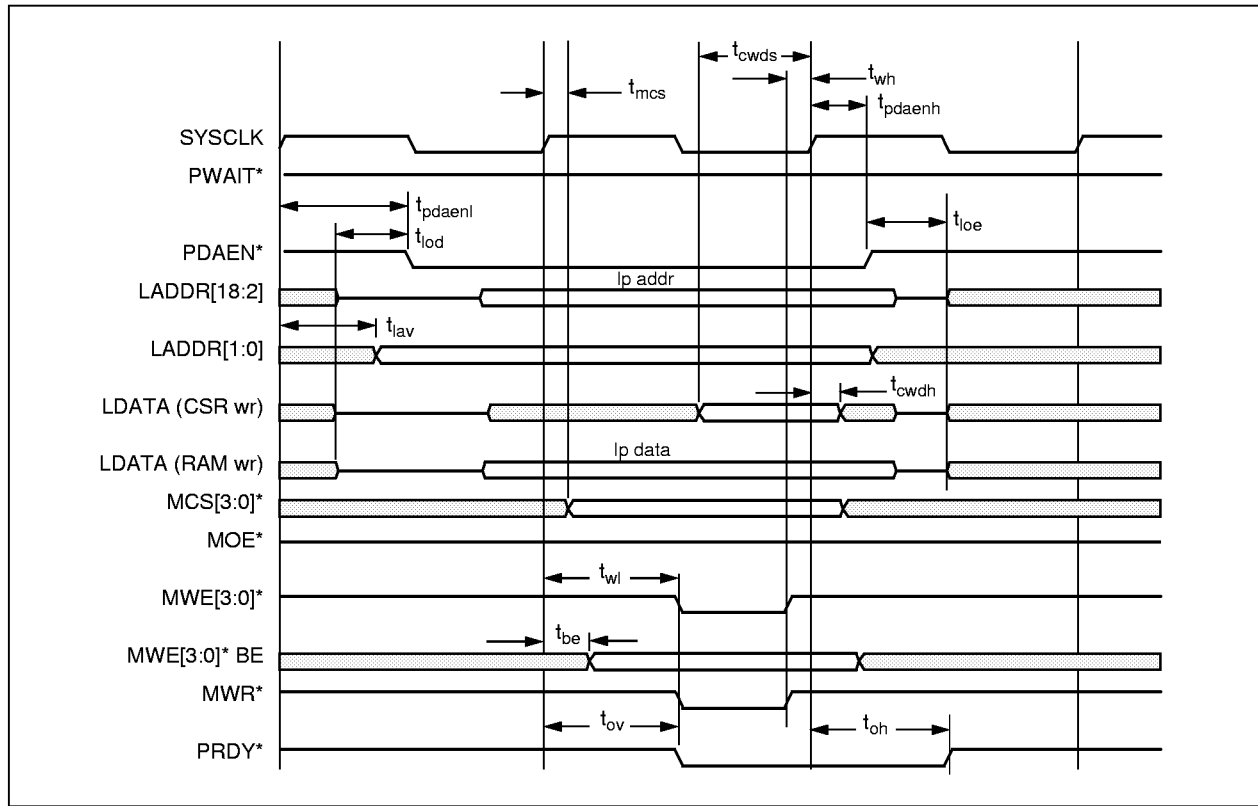 tcwds
twh
tmcs
tpdaenh
SYSCLK
PWAIT*
tpdaenl
tlod
tloe
PDAEN*
lp addr
LADDR[18:2]
tlav
LADDR[1:0]
tcwdh
LDATA (CSR wr)
lp data
LDATA (RAM wr)
MCS[3:0]*
MOE*
twl
MWE[3:0]*
tbe
MWE[3:0]* BE
MWR*
tov
toh
PRDY*